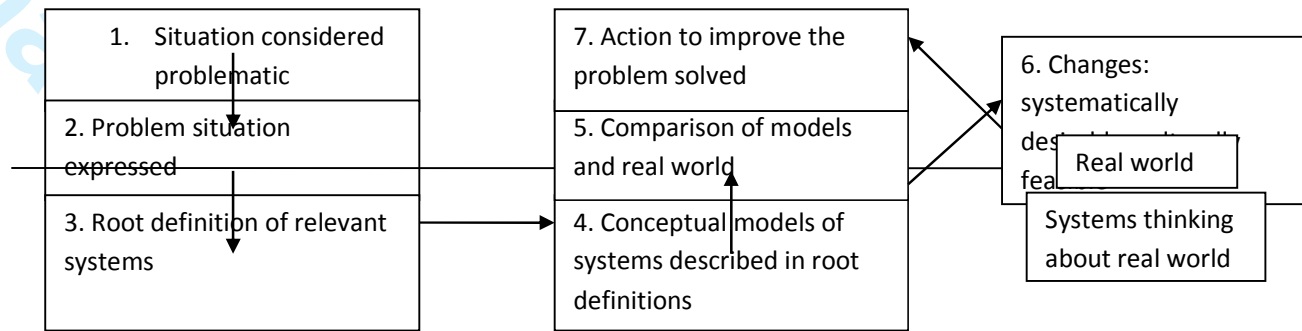 1. Situation considered
problematic
2. Problem situation
expressed
3. Root definition of relevant
systems
7. Action to improve the
problem solved
5. Comparison of models
and real world
4. Conceptual models of
systems described in root
definitions
6. Changes:
systematically
Real world
Systems thinking
about real world